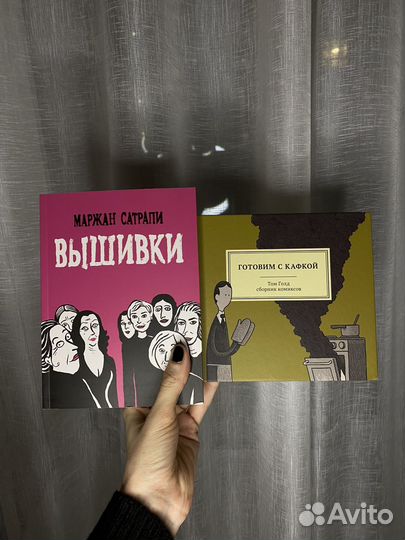 МАРЖАН САТРАПИ
ВЫШИВКИ
ГОТОВИМ С КАФКОЙ
Том Голд
сборник комиксов
Avito